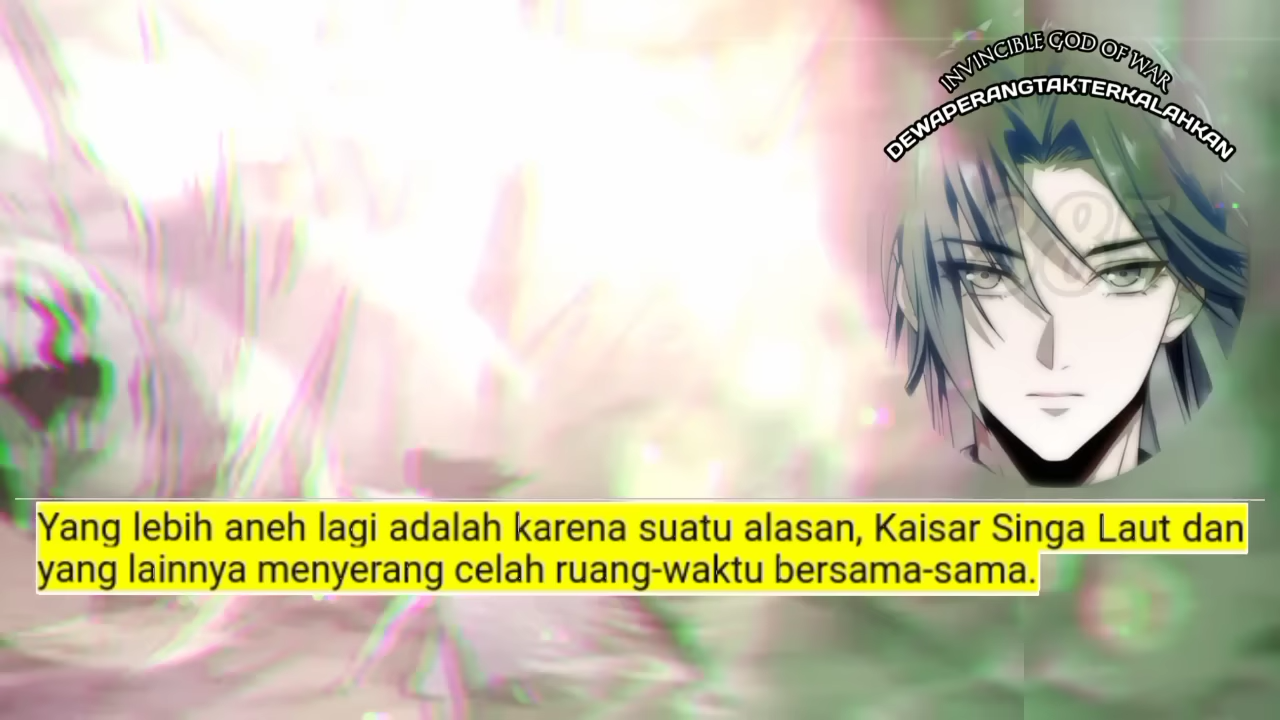 INVINCIBLE GOD OF WAR
DEWAPERANGTAKTERKALAHKAN
Yang lebih aneh lagi adalah karena suatu alasan, Kaisar Singa Laut dan
yang lainnya menyerang celah ruang-waktu bersama-sama.